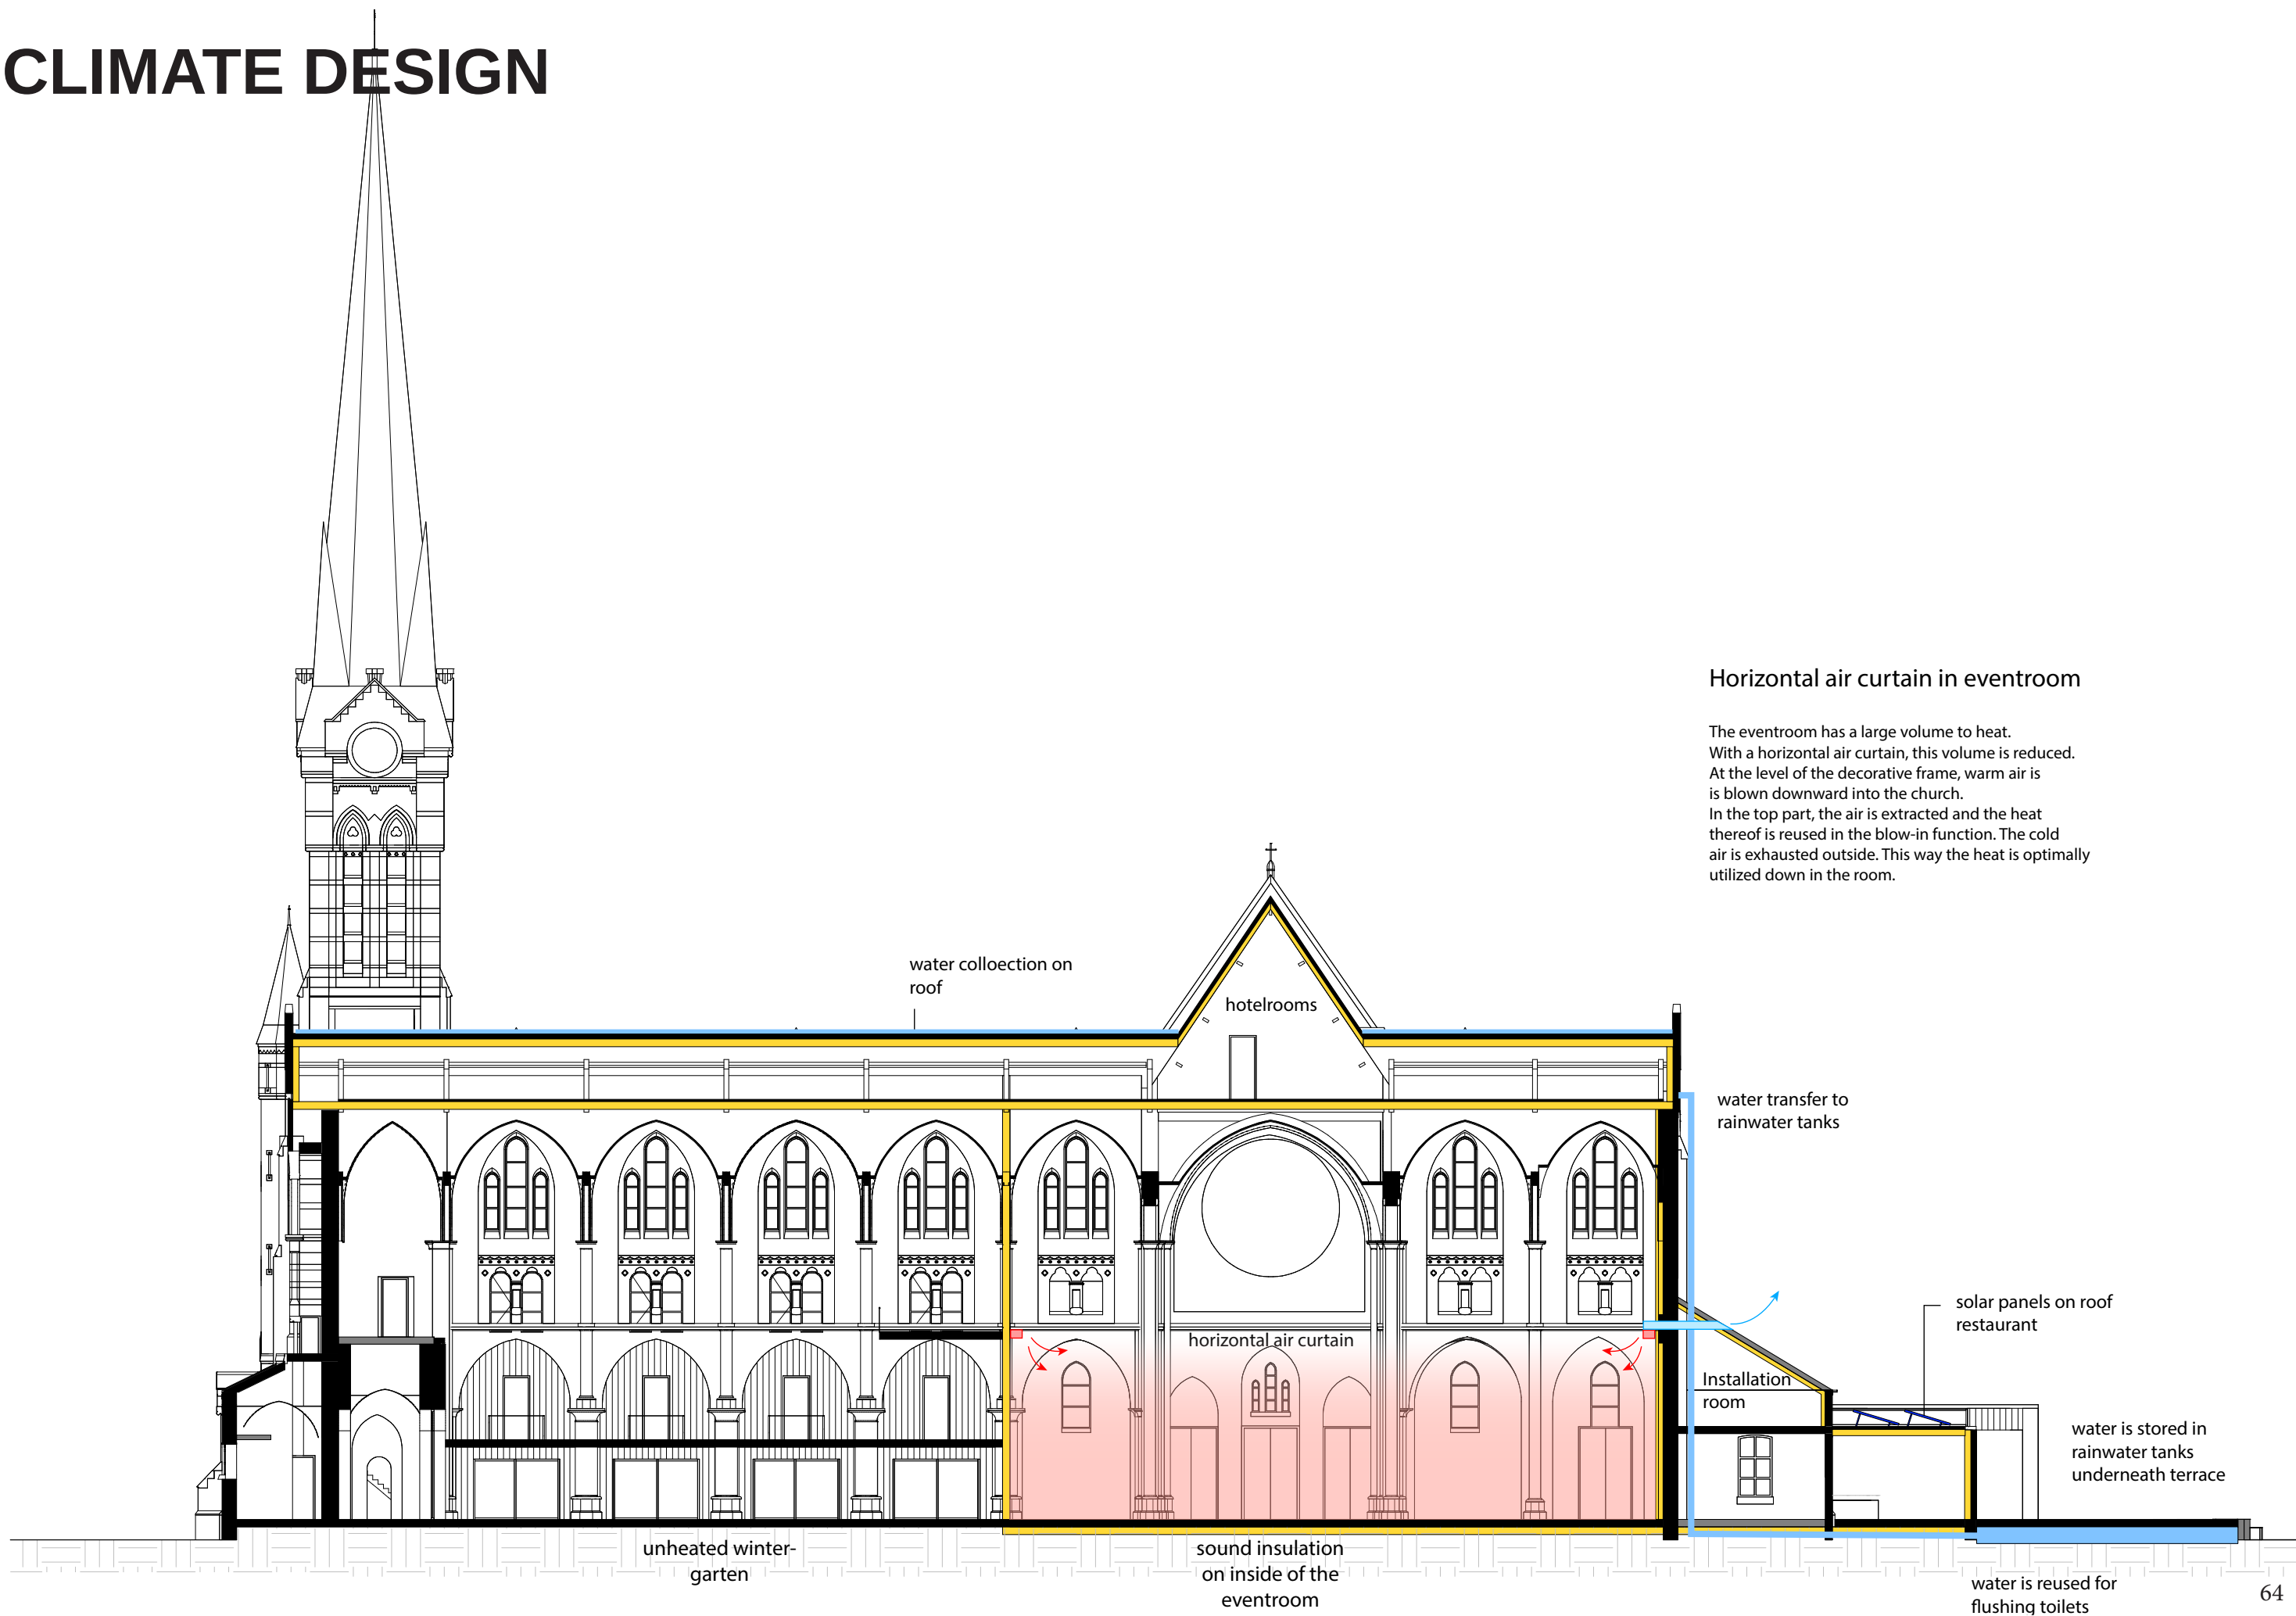 CLIMATE DESIGN
Horizontal air curtain in eventroom
The eventroom has a large volume to heat.
With a horizontal air curtain, this volume is reduced.
At the level of the decorative frame, warm air is
is blown downward into the church.
In the top part, the air is extracted and the heat
thereof is reused in the blow-in function. The cold
air is exhausted outside. This way the heat is optimally
utilized down in the room.
water colloection on
roof
hotelrooms
water transfer to
rainwater tanks
solar panels on roof
restaurant
horizontal air curtain
Installation
room
water is stored in
rainwater tanks
underneath terrace
unheated winter-
garten
sound insulation
on inside of the
eventroom
water is reused for
flushing toilets
64